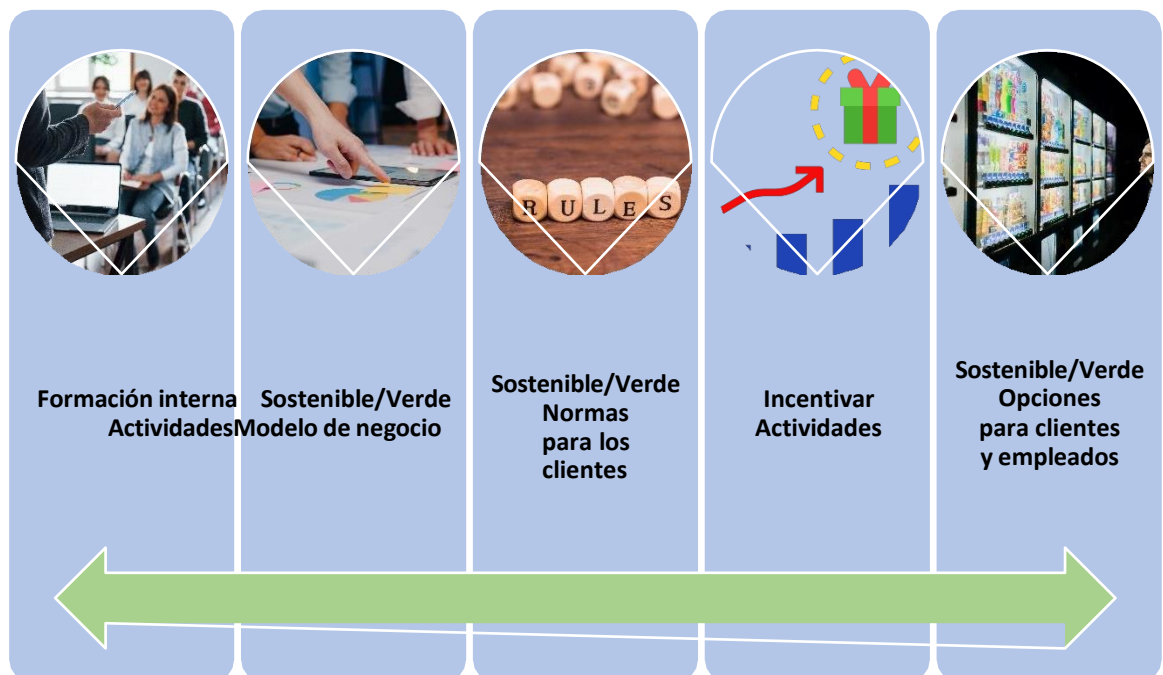 RULES
Formación interna
Actividades
Sostenible/Verde
Modelo de negocio
Sostenible/Verde
Normas
para los
clientes
Incentivar
Actividades
Sostenible/Verde
Opciones
para clientes
y empleados